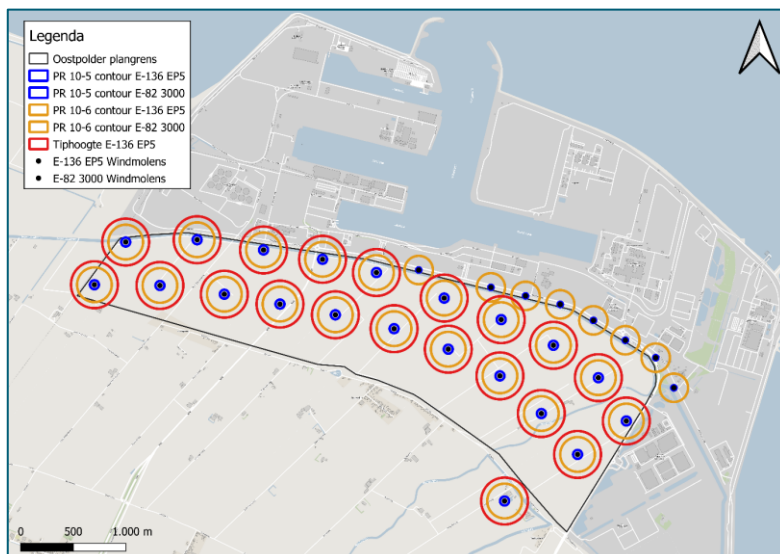 Legenda
Oostpolder plangrens
PR 10-5 contour E-136 EP5
PR 10-5 contour E-82 3000
PR 10-6 contour E-136 EP5
PR 10-6 contour E-82 3000
Tiphoogte E-136 EP5
E-136 EP5 Windmolens
E-82 3000 Windmolens
0 500 1.000 m